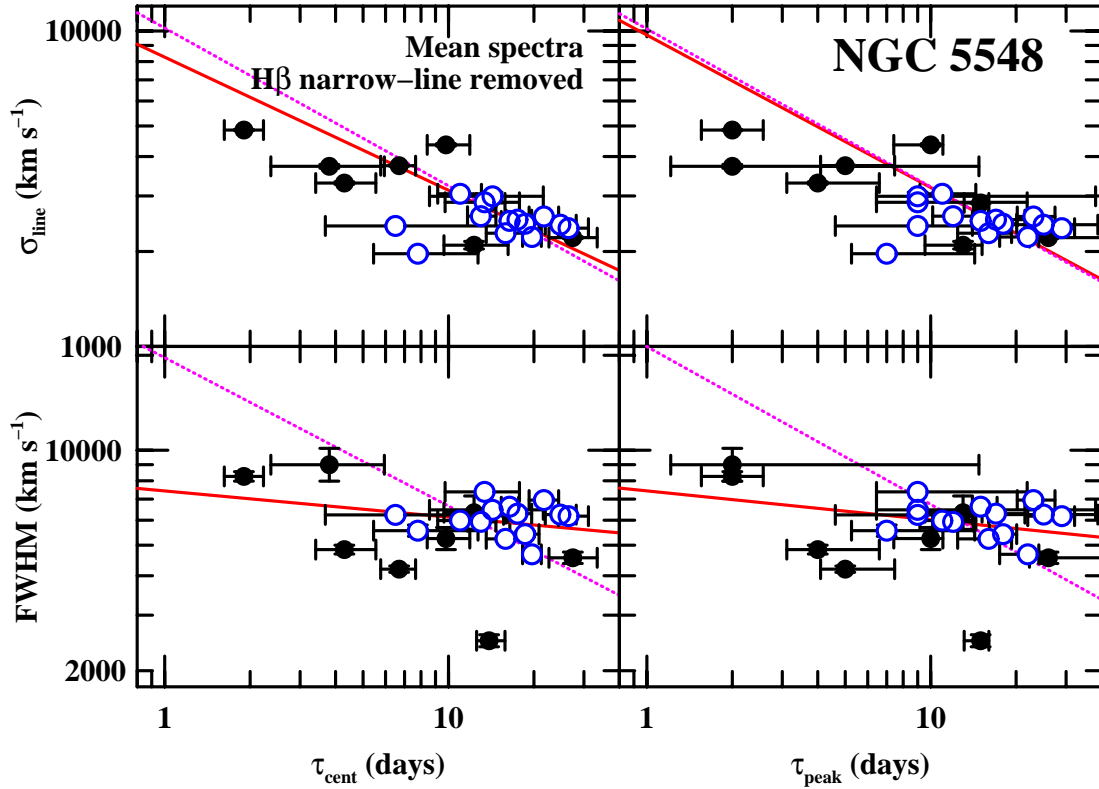 Mean spectra
Hβ narrow−line removed
NGC 5548
10000
σline (km s−1)
1000
10000
FWHM (km s−1)
2000
1
10
1
10
τcent (days)
τpeak (days)